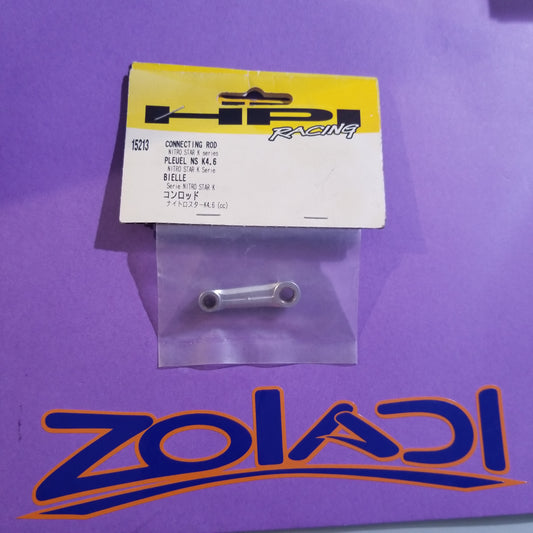 HPI
RACING
15213 CONNECTING ROD
NITRO STAR K series
PLEUEL NS K4.6
NITRO STAR K Serie
BIELLE
Serie NITRO STAR K
コンロッド
ナイトロスターK4.6(cc)
ZOIADI